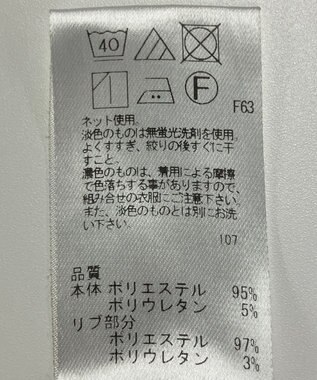 40
F
F63
ネット使用。
淡色のものは無蛍光洗剤を使用。
よくすすぎ、絞りの後すぐに干
すこと。
濃色のものは、着用による摩擦
で色落ちする事がありますので、
組み合せの衣服にご注意下さい。
また、淡色のものとは別にお洗
い下さい。
107
品質
本体 ポリエステル 95%
ポリウレタン 5%
リブ部分
ポリエステル 97%
ポリウレタン 3%